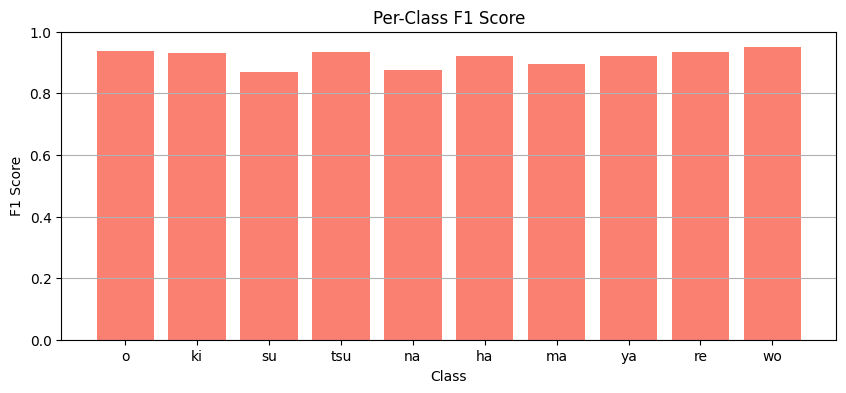 Per-Class F1 Score
1.0
0.8
0.6
0.4
0.2
0.0
F1 Score
o ki su tsu na ha ma ya re wo
Class